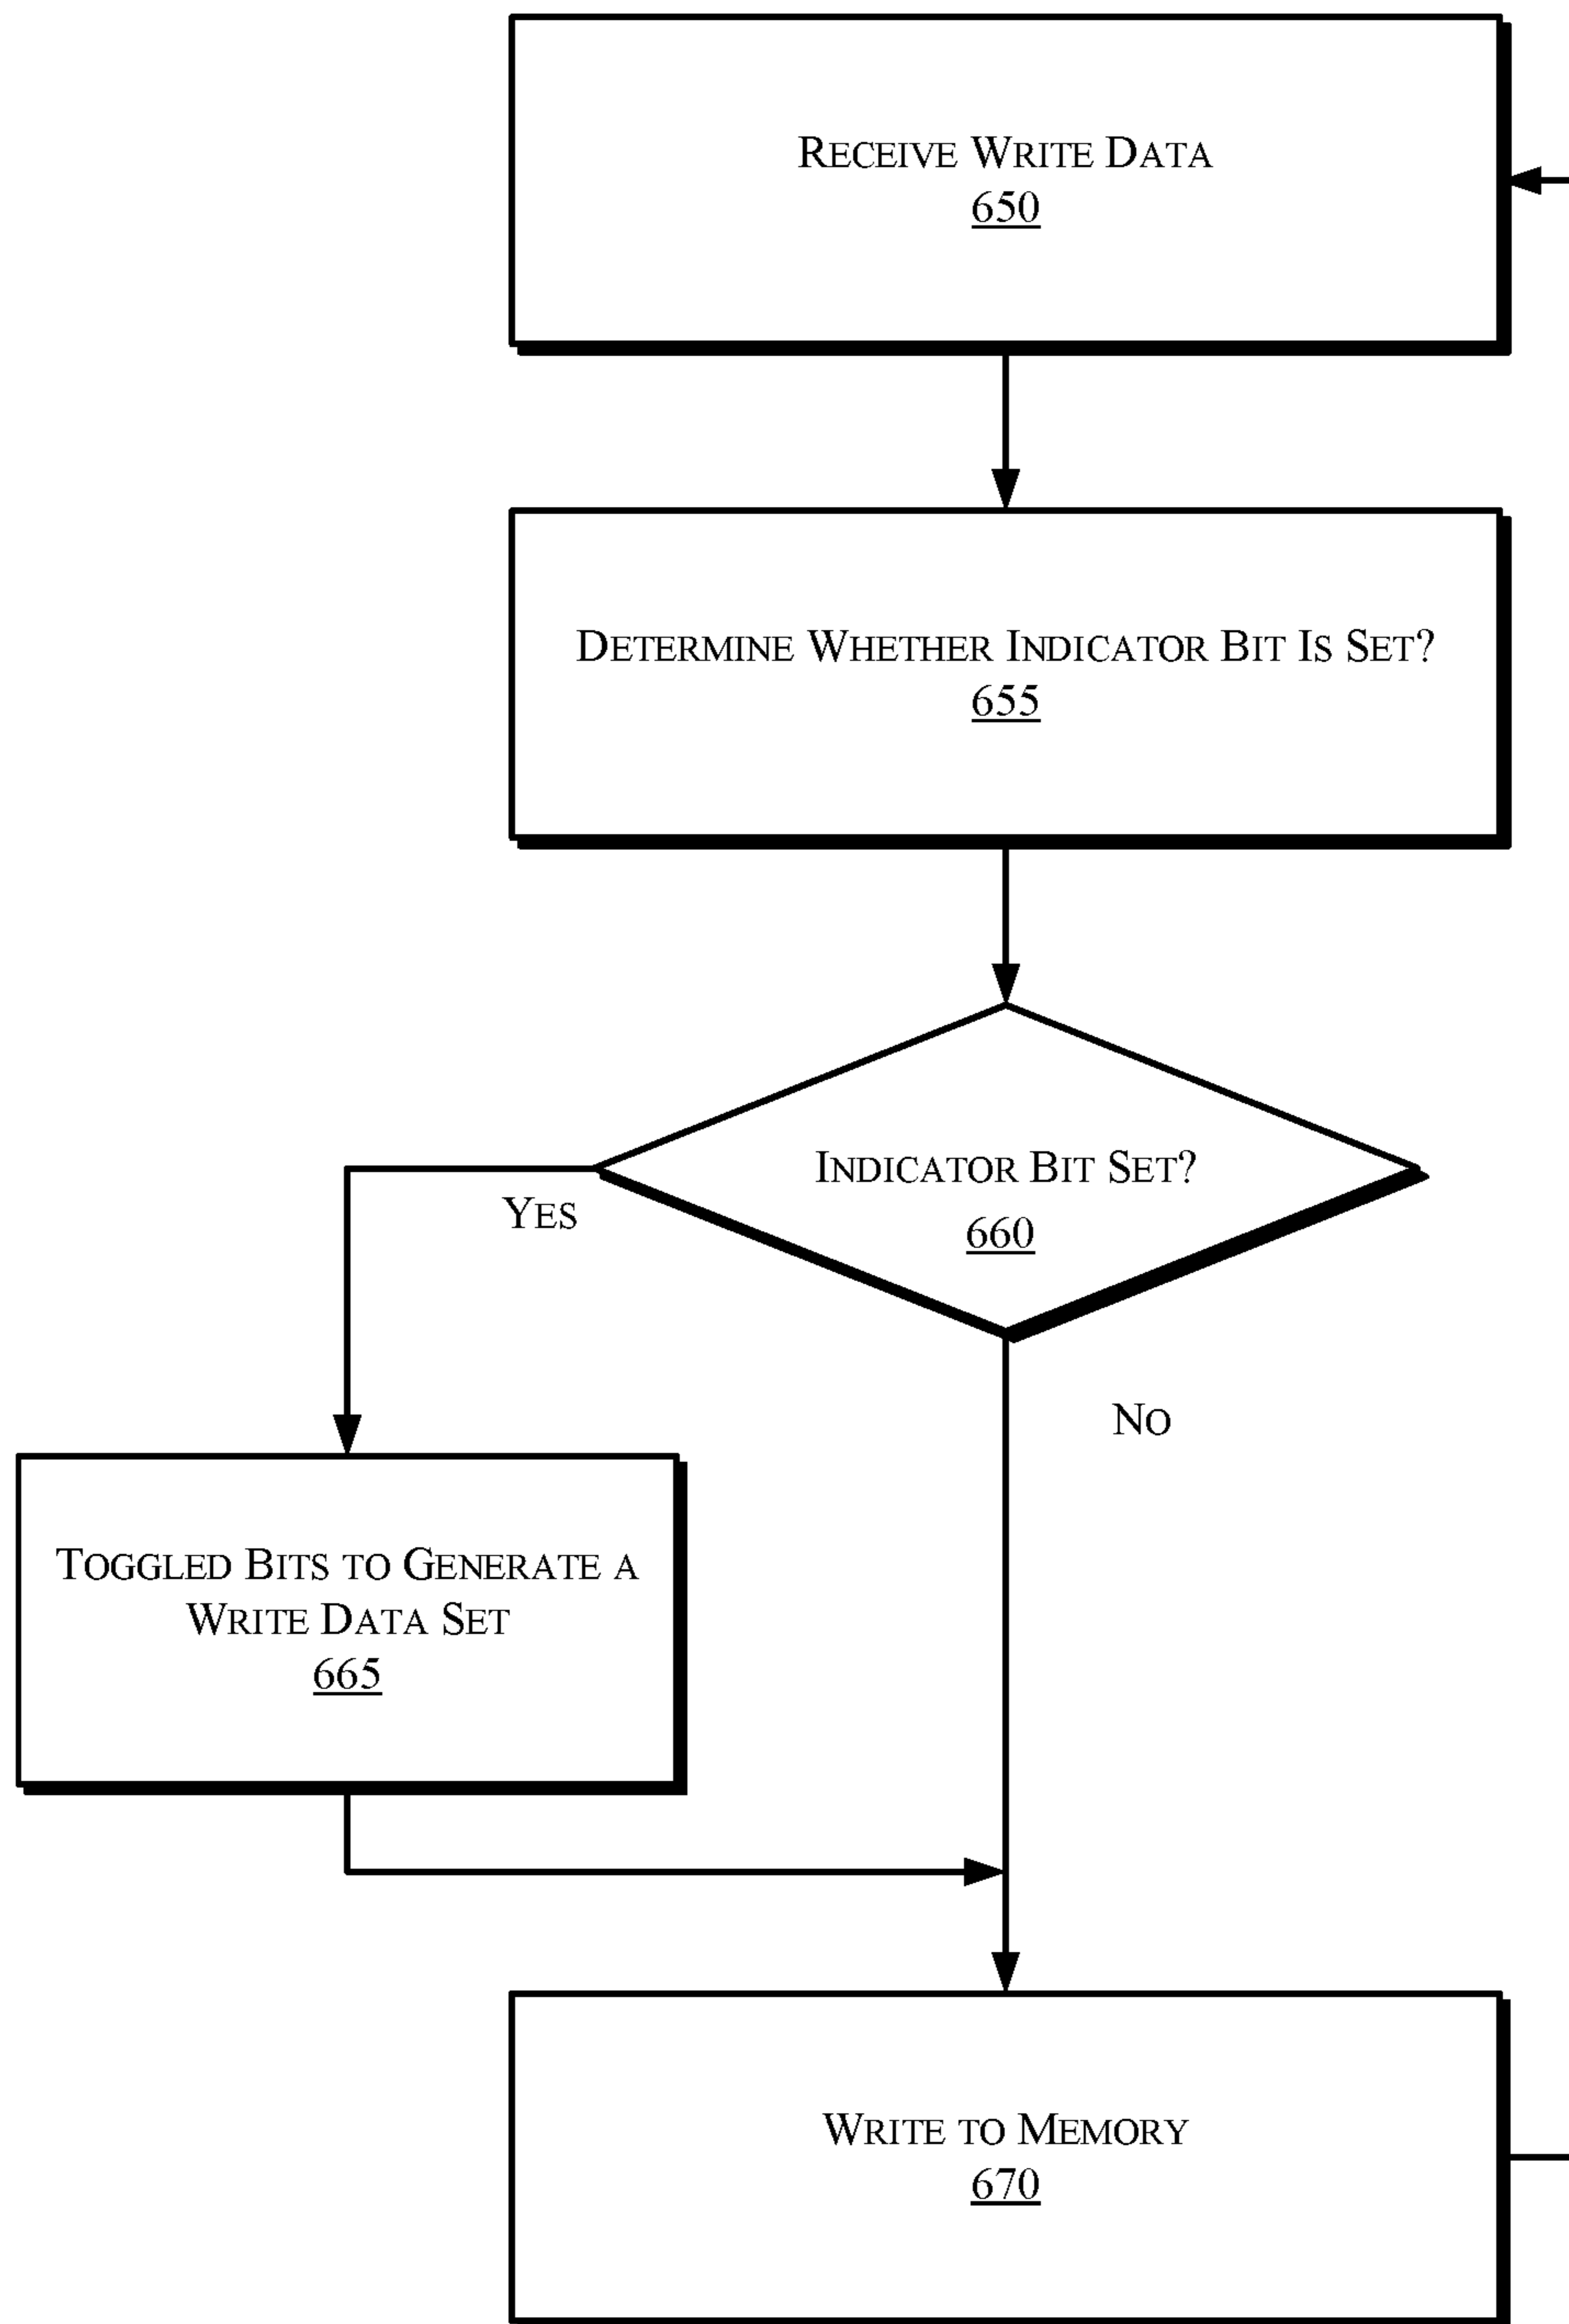 RECEIVE WRITE DATA
650
DETERMINE WHETHER INDICATOR BIT IS SET?
655
INDICATOR BIT SET?
660
YES
NO
TOGGLED BITS TO GENERATE A
WRITE DATA SET
665
WRITE TO MEMORY
670